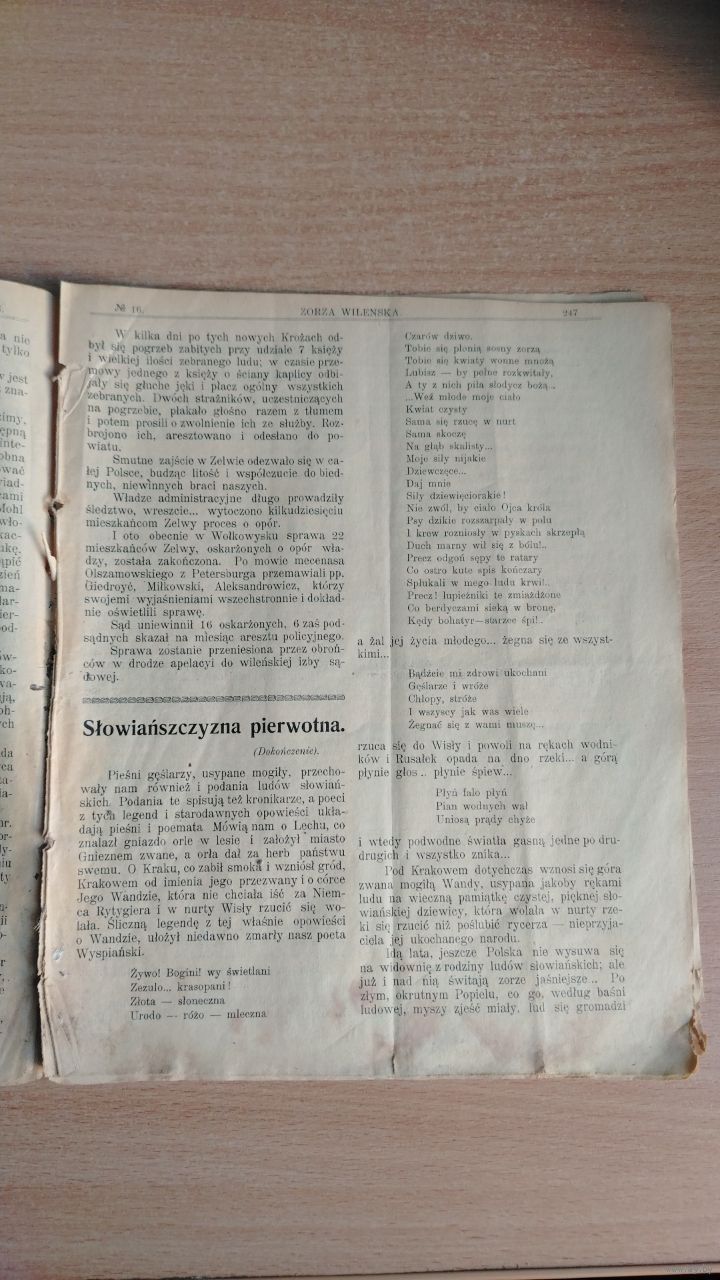 № 16.
ZORZA WILEŃSKA.
247
W kilka dni po tych nowych Krożach od-
był się pogrzeb zabitych przy udziale 7 księży
i wielkiej ilości zebranego ludu; w czasie prze-
mowy jednego z księży o ściany kaplicy odbi-
jały się głuche jęki i płacz ogólny wszystkich
zebranych. Dwóch strażników, uczestniczących
na pogrzebie, płakało głośno razem z tłumem
i potem prosili o zwolnienie ich ze służby. Roz-
brojono ich, aresztowano i odesłano do po-
wiatu.
Smutne zajście w Zelwie odezwało się w ca-
łej Polsce, budząc litość i współczucie do bied-
nych, niewinnych braci naszych.
Władze administracyjne długo prowadziły
śledztwo, wreszcie... wytoczono kilkudziesięciu
mieszkańcom Zelwy proces o opór.
I oto obecnie w Wołkowysku sprawa 22
mieszkańców Zelwy, oskarżonych o opór wła-
dzy, została zakończona. Po mowie mecenasa
Olszamowskiego z Petersburga przemawiali pp.
Giedroyć, Miłkowski, Aleksandrowicz, którzy
swojemi wyjaśnieniami wszechstronnie i dokład-
nie oświetlili sprawę.
Sąd uniewinnił 16 oskarżonych, 6 zaś pod-
sądnych skazał na miesiąc aresztu policyjnego.
Sprawa zostanie przeniesiona przez obroń-
ców w drodze apelacyi do wileńskiej izby są-
dowej.
Słowiańszczyzna pierwotna.
(Dokończenie).
Pieśni gęślarzy, usypane mogiły, przecho-
wały nam również i podania ludów słowiań-
skich. Podania te spisują też kronikarze, a poeci
z tych legend i starodawnych opowieści ukła-
dają pieśni i poemata. Mówią nam o Lechu, co
znalazł gniazdo orle w lesie i założył miasto
Gnieznem zwane, a orła dał za herb państwu
swemu. O Kraku, co zabił smoka i wzniósł gród,
Krakowem od imienia jego przezwany i o córce
Jego Wandzie, która nie chciała iść za Niem-
ca Rytygiera i w nurty Wisły rzucić się wo-
lała. Śliczną legendę z tej właśnie opowieści
o Wandzie, ułożył niedawno zmarły nasz poeta
Wyspiański.
Żywo! Bogini! wy świetlani
Zezulo... krasopani!
Złota — słoneczna
Urodo — różo — mleczna
Czarów dziwo.
Tobie się płonią sosny zorzą
Tobie się kwiaty wonne mnożą
Lubisz — by pełne rozkwitały,
A ty z nich piła słodycz bożą...
...Weź młode moje ciało
Kwiat czysty
Sama się rzucę w nurt
Sama skoczę
Na głąb skalisty...
Moje siły nijakie
Dziewczęce...
Daj mnie
Siły dziewięciorakie!
Nie zwól, by ciało Ojca króla
Psy dzikie rozszarpały w polu
I krew rozniosły w pyskach skrzepłą
Duch marny wił się z bólu!..
Precz odgoń sępy te ratary
Co ostro kute spis kończary
Spłukali w mego ludu krwi!..
Precz! łupieżniki te zmiażdżone
Co berdyczami sieką w bronę,
Kędy bohatyr—starzec śpi!..
a żal jej życia młodego... żegna się ze wszyst-
kimi...
Bądźcie mi zdrowi ukochani
Gęślarze i wróże
Chłopy, stróże
I wszyscy jak was wiele
Żegnać się z wami muszę...
rzuca się do Wisły i powoli na rękach wodni-
ków i Rusałek opada na dno rzeki... a górą
płynie głos .. płynie śpiew...
Płyń falo płyń
Pian wodnych wał
Uniosą prądy chyże
i wtedy podwodne światła gasną jedne po dru-
drugich i wszystko znika...
Pod Krakowem dotychczas wznosi się góra
zwana mogiłą Wandy, usypana jakoby rękami
ludu na wieczną pamiątkę czystej, pięknej sło-
wiańskiej dziewicy, która wolała w nurty rze-
ki się rzucić niż poślubić rycerza — nieprzyja-
ciela jej ukochanego narodu.
Idą lata, jeszcze Polska nie wysuwa się
na widownię z rodziny ludów słowiańskich; ale
już i nad nią świtają zorze jaśniejsze... Po
złym, okrutnym Popielu, co go, według baśni
ludowej, myszy zjeść miały, lud się gromadzi